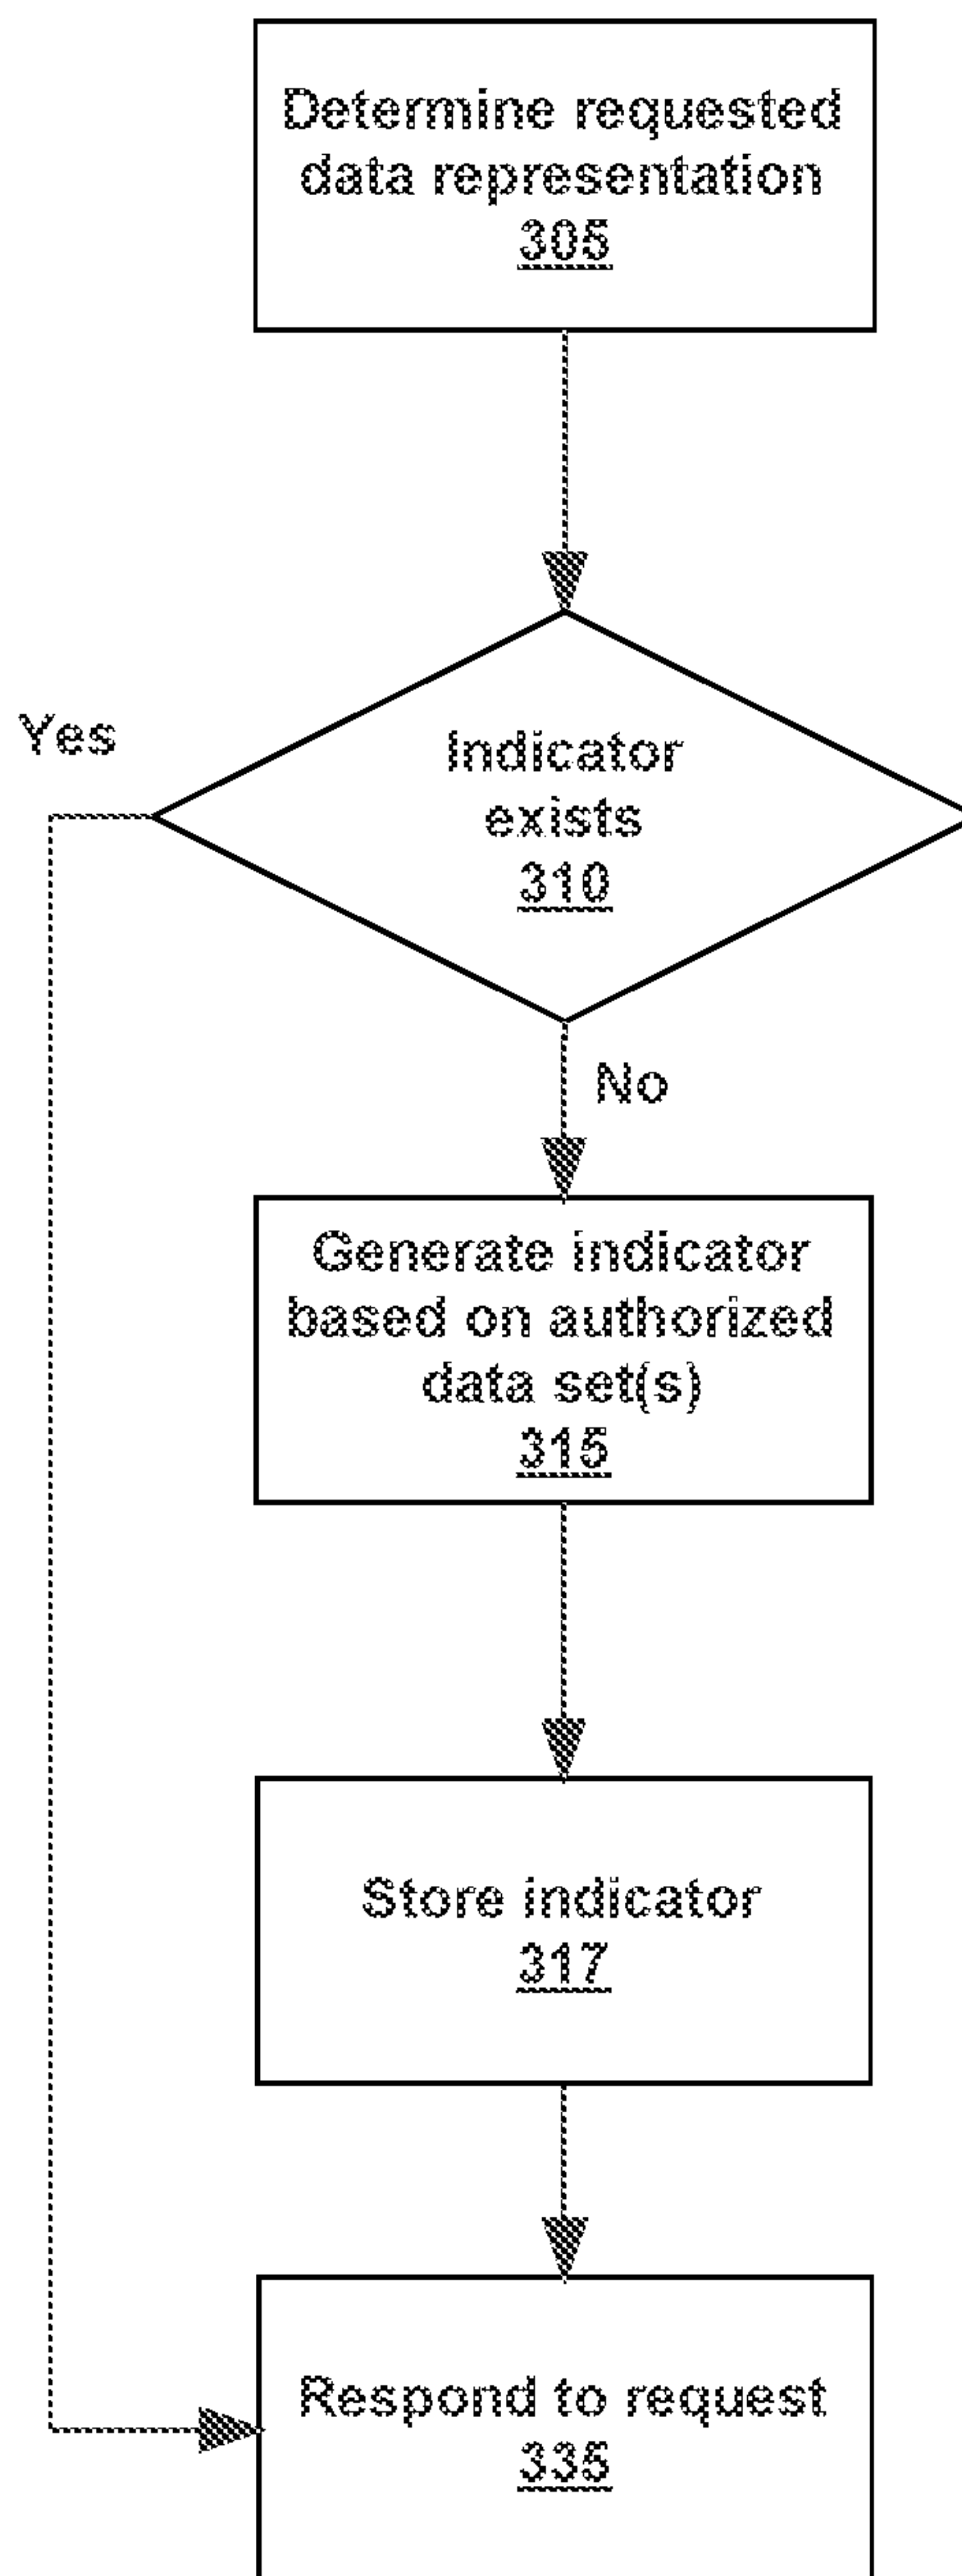 Determine requested
data representation
305
Yes
Indicator
exists
310
No
Generate indicator
based on authorized
data set(s)
315
Store indicator
317
Respond to request
335